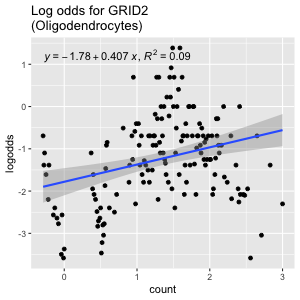 Log odds for GRID2
(Oligodendrocytes)
y = −1.78 + 0.407 x, R² = 0.09
logodds
1
0
-1
-2
-3
0
1
2
3
count